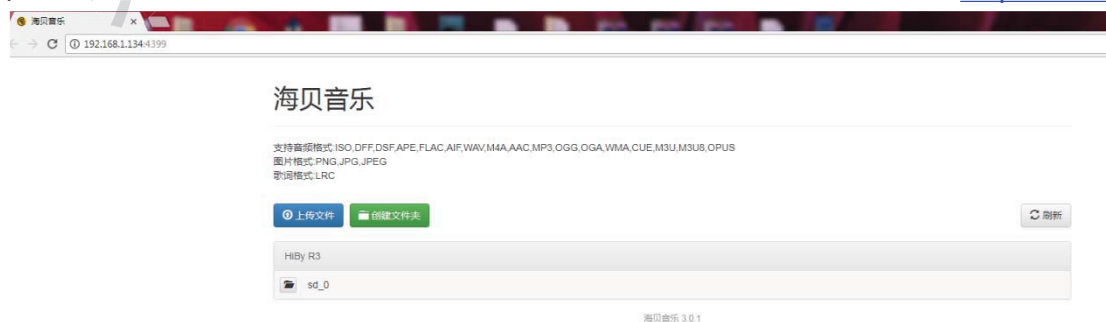 海贝音乐
192.168.1.134:4399
海贝音乐
支持音频格式:ISO,DFF,DSF,APE,FLAC,AIF,WAV,M4A,AAC,MP3,OGG,OGA,WMA,CUE,M3U,M3U8,OPUS
图片格式:PNG,JPG,JPEG
歌词格式:LRC
上传文件 创建文件夹 刷新
HiBy R3
sd_0
海贝音乐 3.0.1